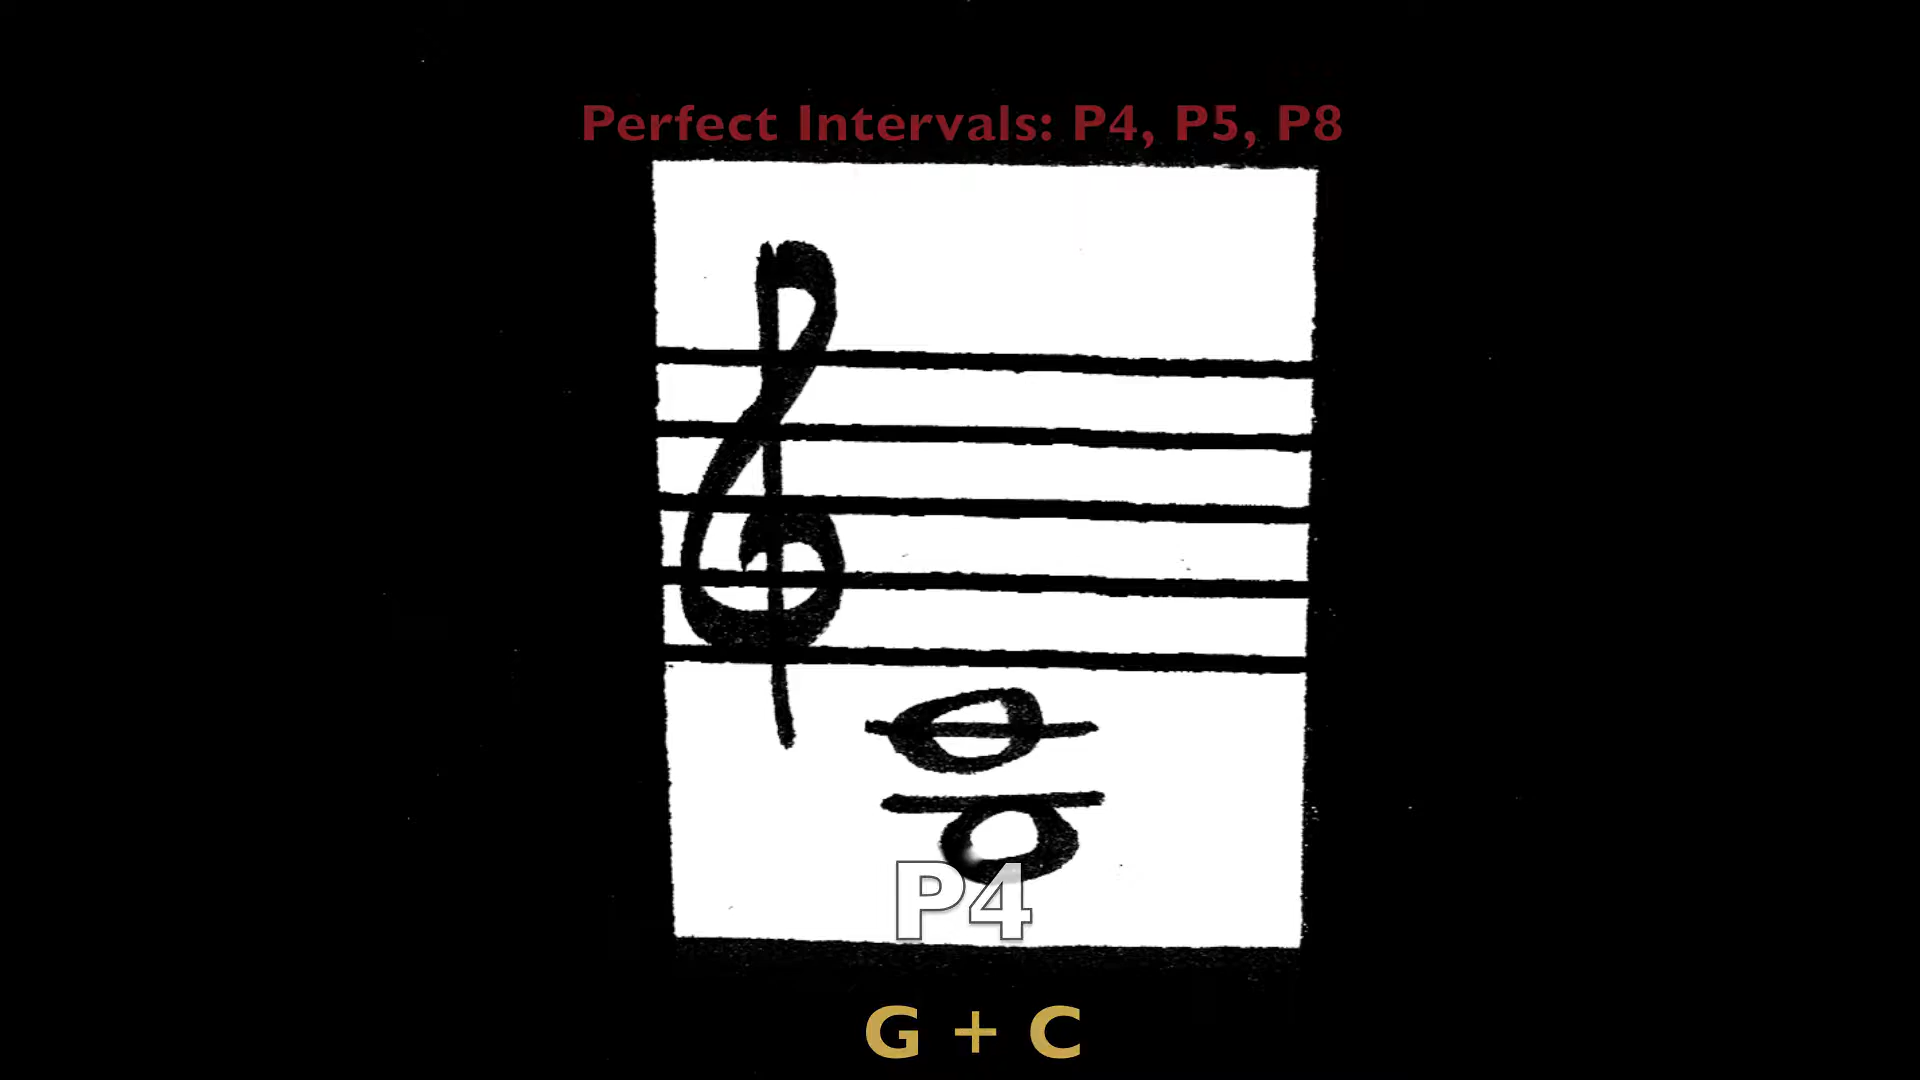 Perfect Intervals: P4, P5, P8
P4
G + C